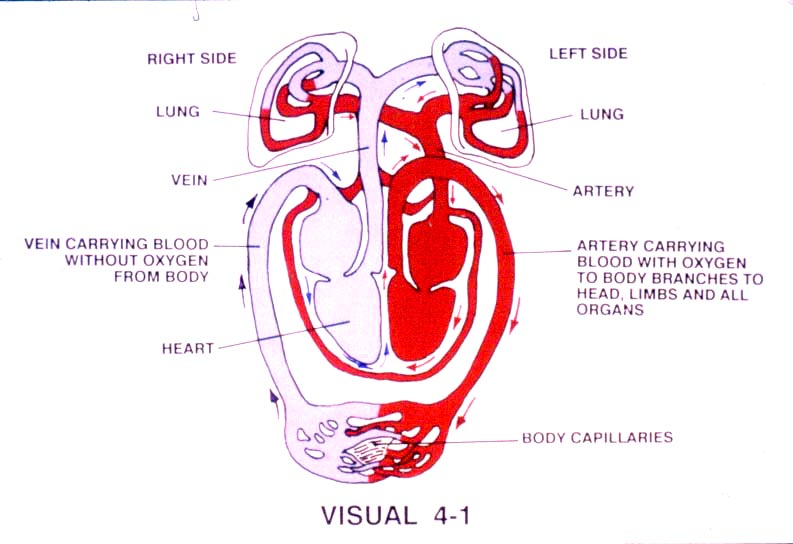 RIGHT SIDE
LEFT SIDE
LUNG
LUNG
VEIN
ARTERY
VEIN CARRYING BLOOD
WITHOUT OXYGEN
FROM BODY
ARTERY CARRYING
BLOOD WITH OXYGEN
TO BODY BRANCHES TO
HEAD, LIMBS AND ALL
ORGANS
HEART
BODY CAPILLARIES
VISUAL 4-1